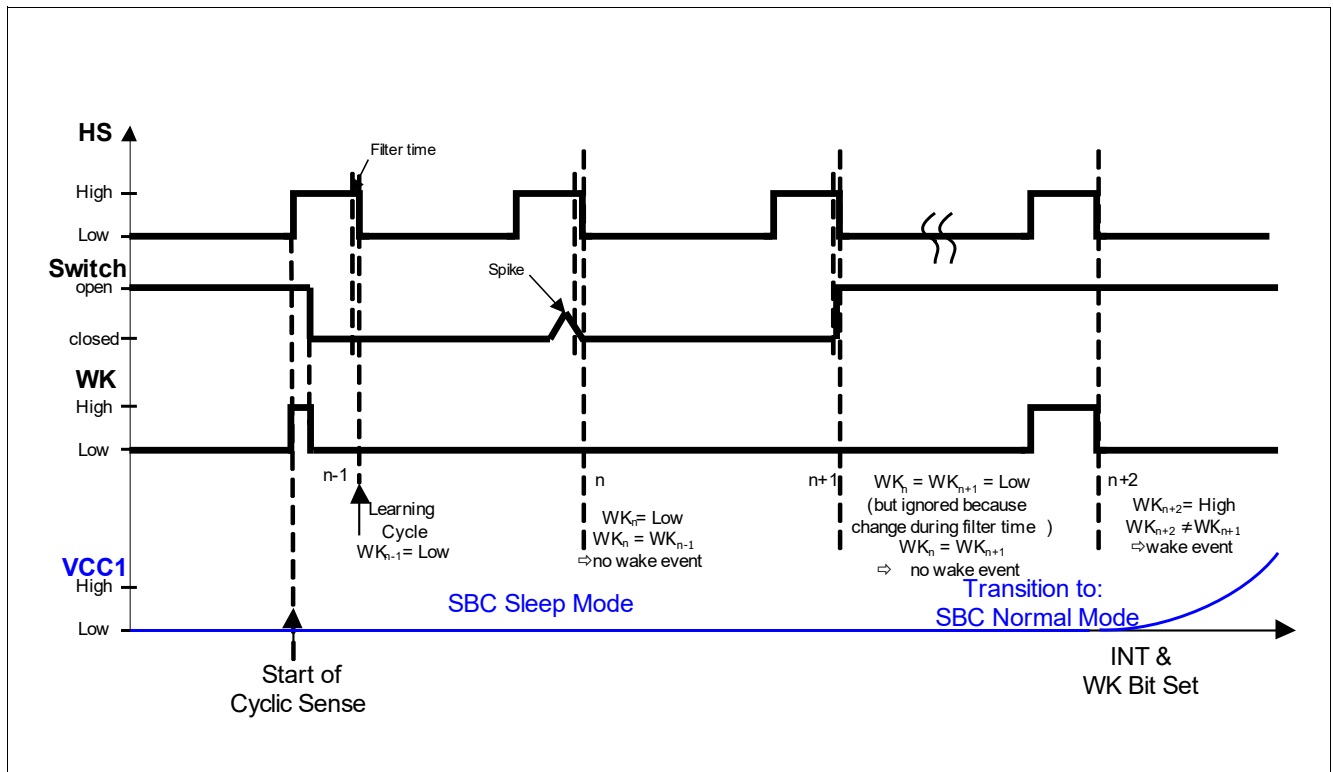 HS
Filter time
High
Low
Switch
open
Spike
closed
WK
High
Low
n-1
n
n+1
n+2
Learning
Cycle
WKn-1 = Low
WKn = Low
WKn = WKn-1
⇨no wake event
WKn = WKn+1 = Low
(but ignored because
change during filter time )
WKn = WKn+1
⇨ no wake event
WKn+2 = High
WKn+2 ≠ WKn+1
⇨wake event
VCC1
High
Low
SBC Sleep Mode
Transition to:
SBC Normal Mode
Start of
Cyclic Sense
INT &
WK Bit Set